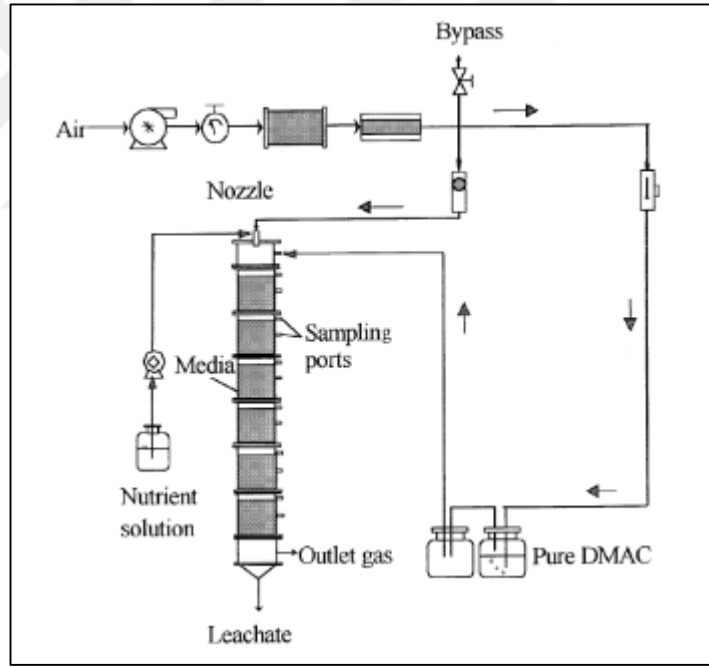 Bypass
Air
Nozzle
Sampling
ports
Media
Nutrient
solution
Outlet gas
Pure DMAC
Leachate